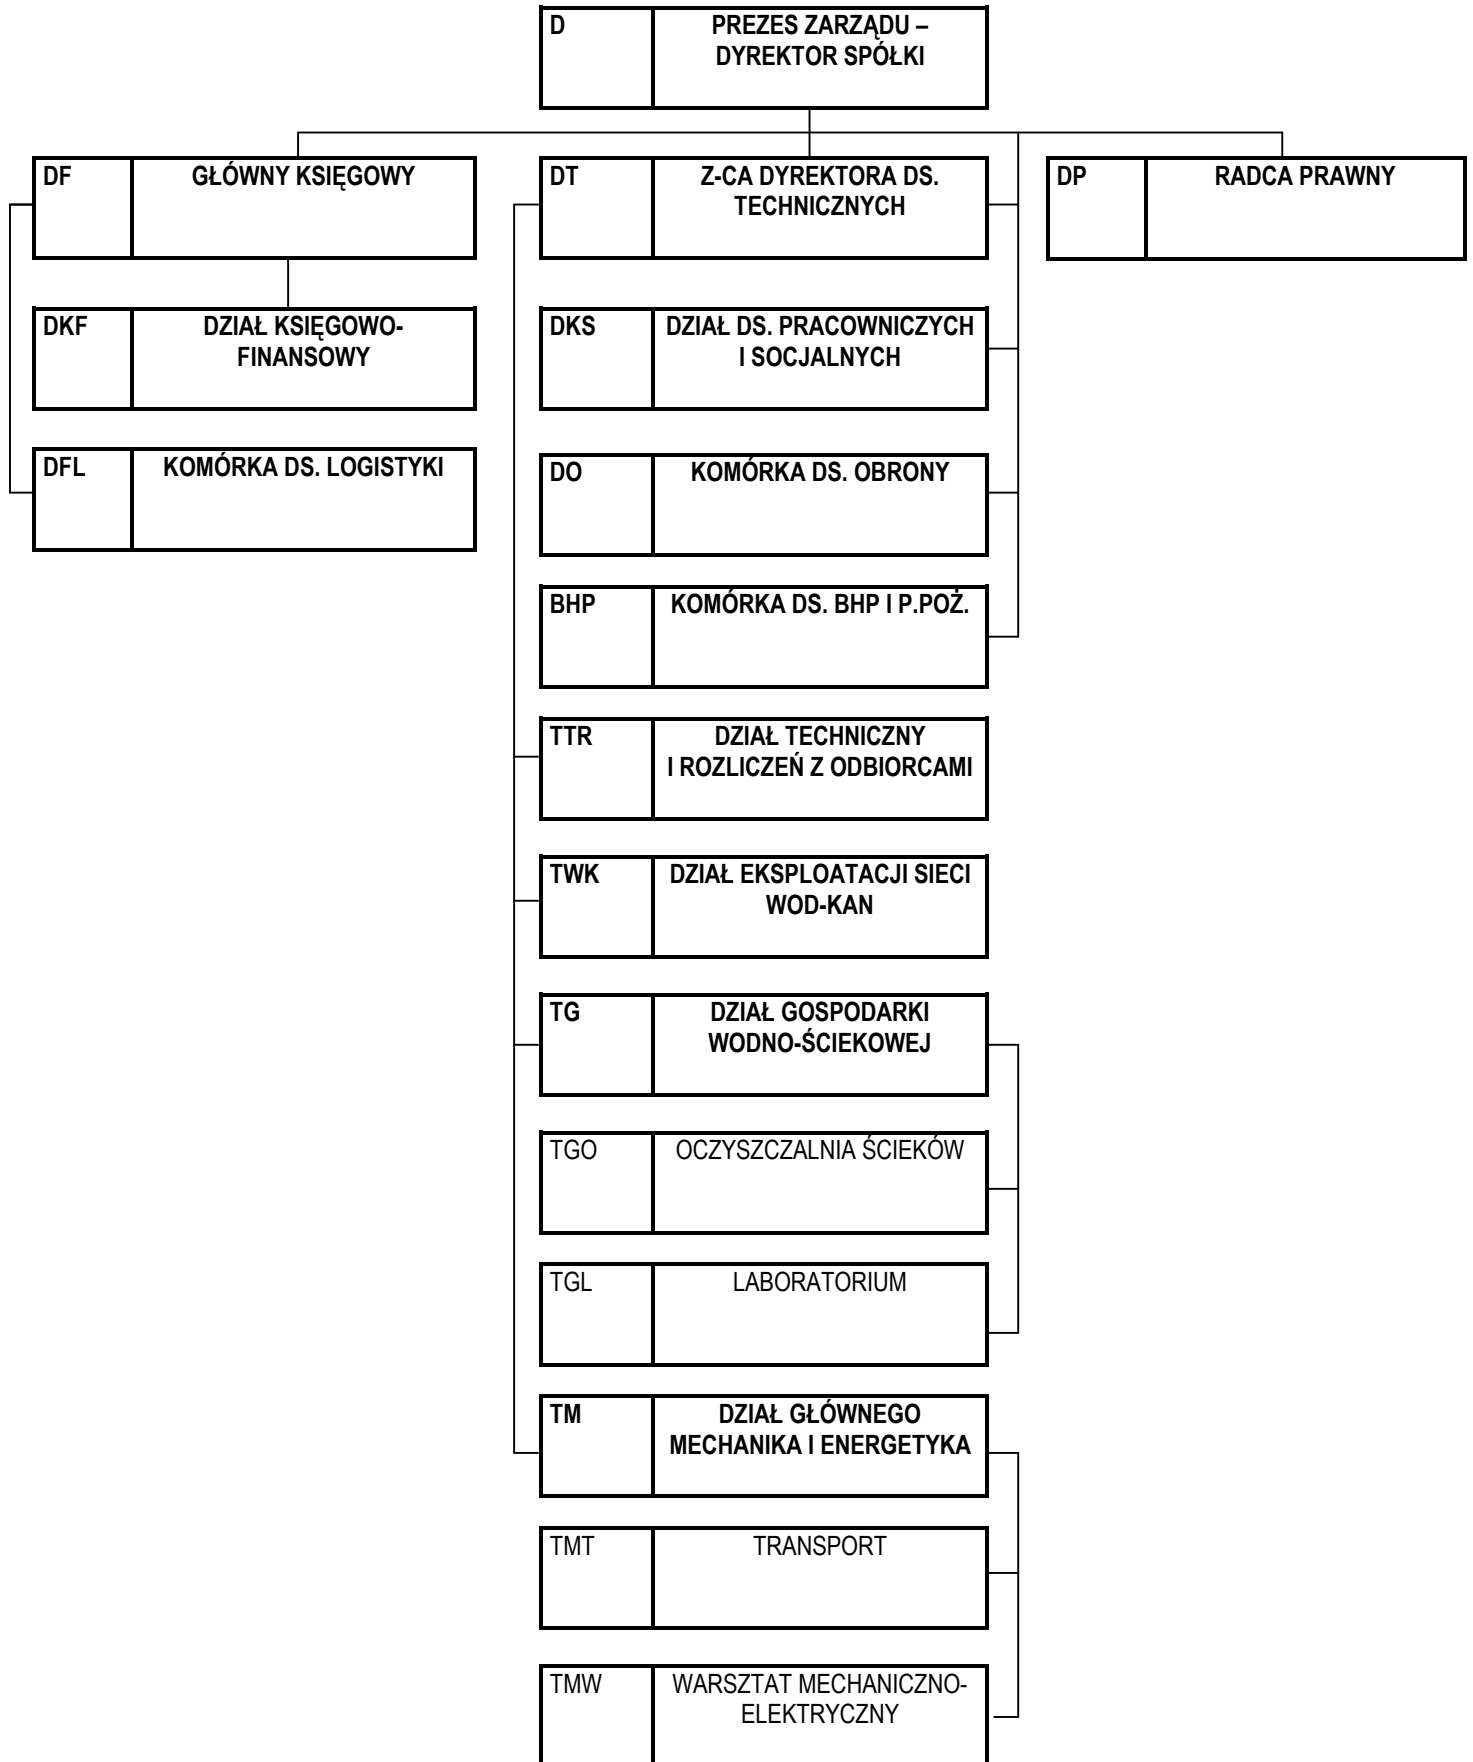 D
PREZES ZARZĄDU –
DYREKTOR SPÓŁKI
DF
GŁÓWNY KSIĘGOWY
DT
Z-CA DYREKTORA DS.
TECHNICZNYCH
DP
RADCA PRAWNY
DKF
DZIAŁ KSIĘGOWO-
FINANSOWY
DKS
DZIAŁ DS. PRACOWNICZYCH
I SOCJALNYCH
DFL
KOMÓRKA DS. LOGISTYKI
DO
KOMÓRKA DS. OBRONY
BHP
KOMÓRKA DS. BHP I P.POŻ.
TTR
DZIAŁ TECHNICZNY
I ROZLICZEŃ Z ODBIORCAMI
TWK
DZIAŁ EKSPLOATACJI SIECI
WOD-KAN
TG
DZIAŁ GOSPODARKI
WODNO-ŚCIEKOWEJ
TGO
OCZYSZCZALNIA ŚCIEKÓW
TGL
LABORATORIUM
TM
DZIAŁ GŁÓWNEGO
MECHANIKA I ENERGETYKA
TMT
TRANSPORT
TMW
WARSZTAT MECHANICZNO-
ELEKTRYCZNY